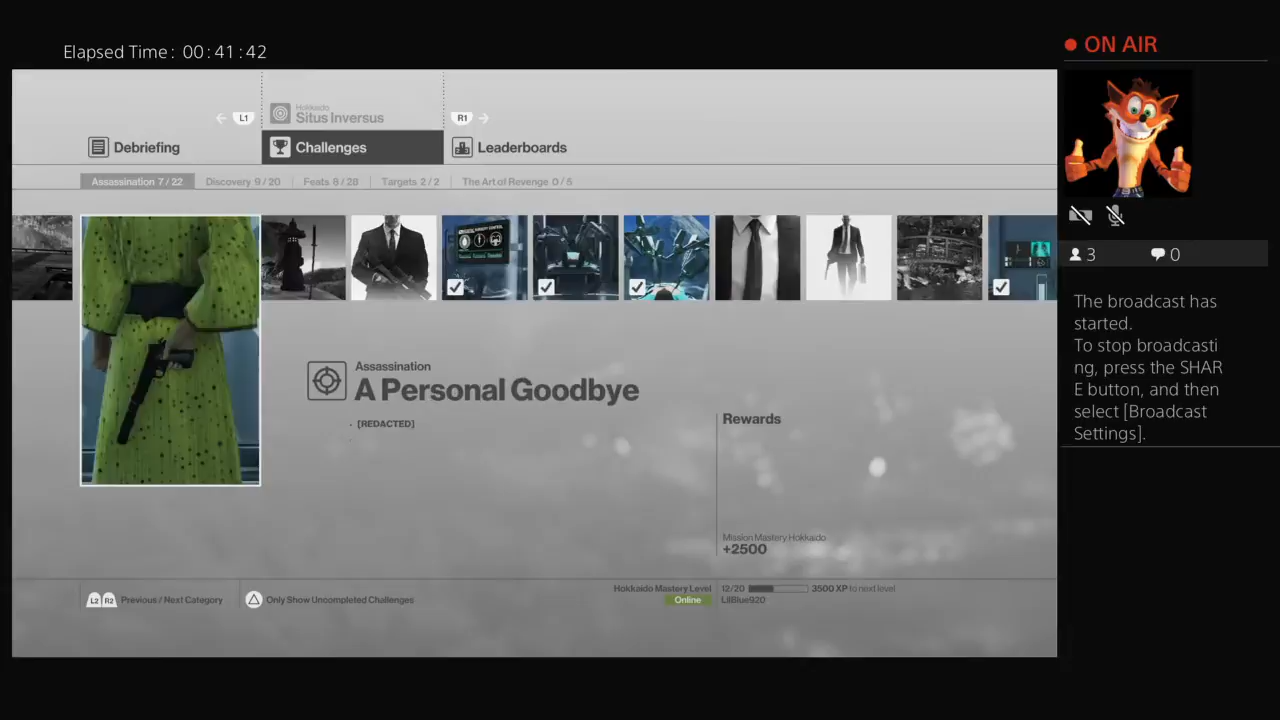 Elapsed Time: 00:41:42
ON AIR
L1
Hokkaido
Situs Inversus
R1
Debriefing
Challenges
Leaderboards
Assassination 7 / 22
Discovery 9 / 20
Feats 8 / 28
Targets 2 / 2
The Art of Revenge 0 / 5
3
0
The broadcast has
started.
To stop broadcasti
ng, press the SHAR
E button, and then
select [Broadcast
Settings].
Assassination
A Personal Goodbye
[REDACTED]
Rewards
Mission Mastery Hokkaido
+2500
L2 R2 Previous / Next Category
Only Show Uncompleted Challenges
Hokkaido Mastery Level 12/20 3500 XP to next level
Online LilBlue920